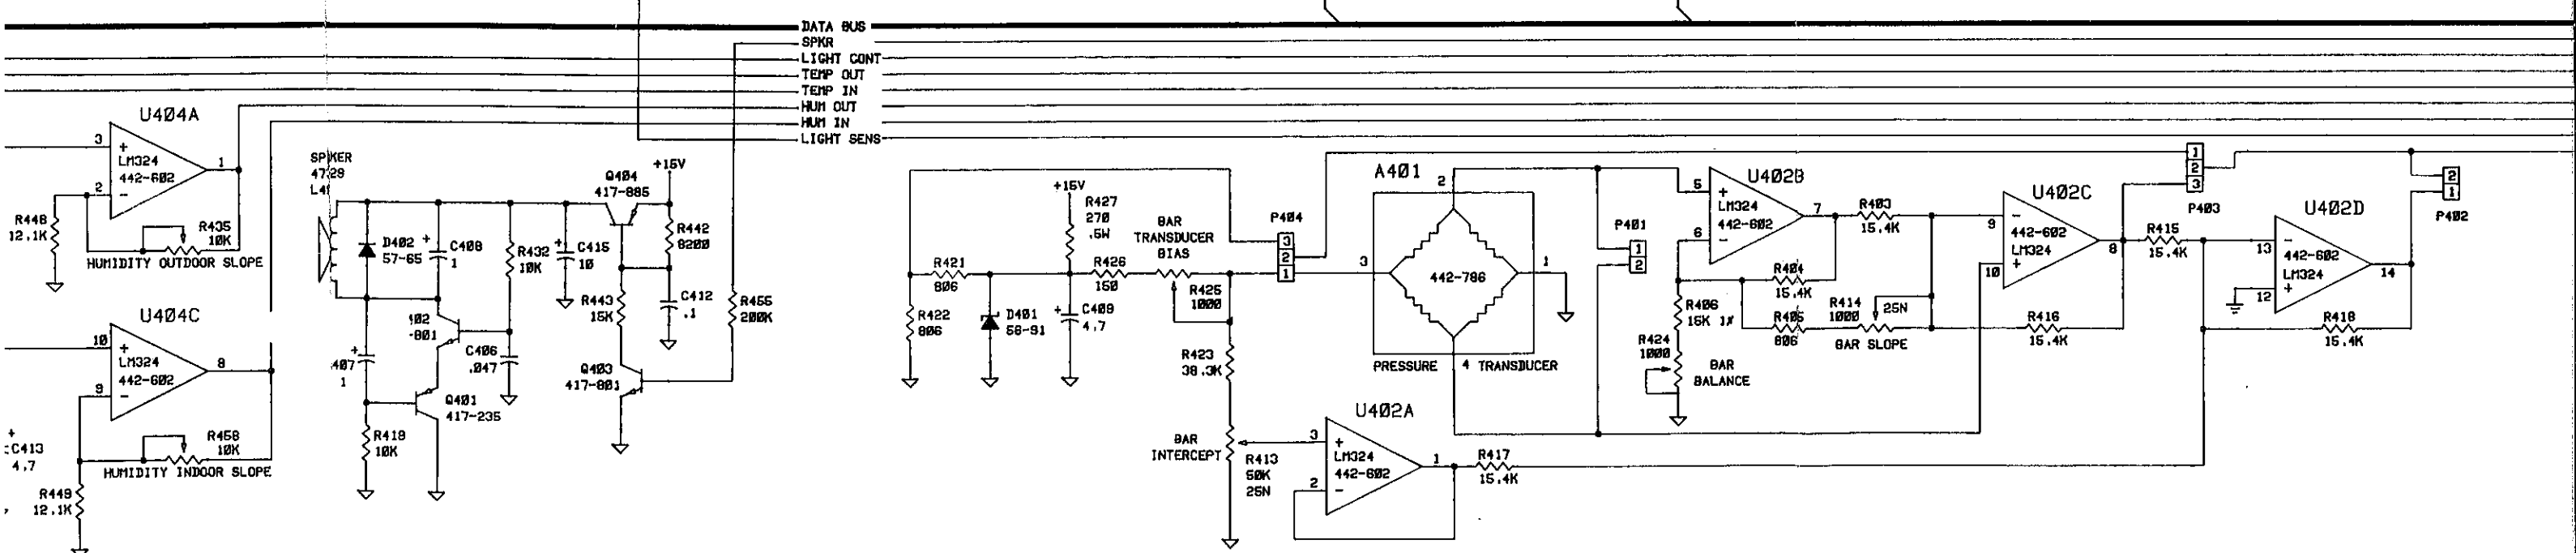 DATA BUS
SPKR
LIGHT CONT
TEMP OUT
TEMP IN
HUM OUT
HUM IN
LIGHT SENS
U404A
3
+
LM324
442-602
1
2
-
R448
12.1K
R435
10K
HUMIDITY OUTDOOR SLOPE
U404C
10
+
LM324
442-602
8
9
-
+
C413
4.7
R458
10K
HUMIDITY INDOOR SLOPE
R449
12.1K
D402
57-65
+
C408
1
R432
10K
+
C415
10
Q404
417-885
+15V
R442
8200
R443
15K
C412
.1
R455
200K
C406
.047
+
407
1
Q401
417-235
R419
10K
Q403
417-801
R421
806
R422
806
D401
56-91
+15V
R427
270
.5W
+
C409
4.7
R426
150
BAR
TRANSDUCER
BIAS
R425
1000
P404
3
2
1
R423
38.3K
BAR
INTERCEPT
R413
50K
25N
U402A
3
+
LM324
442-602
1
2
-
R417
15.4K
A401
2
3
442-786
1
PRESSURE
4
TRANSDUCER
P401
1
2
U402B
5
+
LM324
442-602
7
6
-
R403
15.4K
R404
15.4K
R406
15K 1%
R405
806
R414
1000
25N
BAR SLOPE
R424
1000
BAR
BALANCE
U402C
9
-
442-602
LM324
8
10
+
R416
15.4K
R415
15.4K
1
2
3
P403
U402D
13
-
442-602
LM324
14
12
+
R418
15.4K
2
1
P402